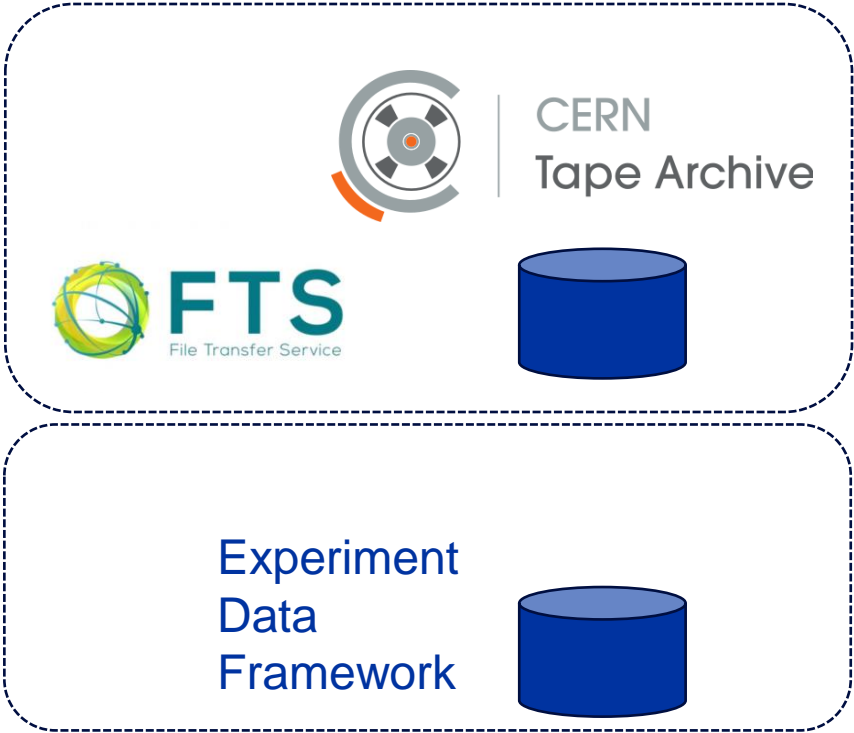 CERN
Tape Archive
FTS
File Transfer Service
Experiment
Data
Framework